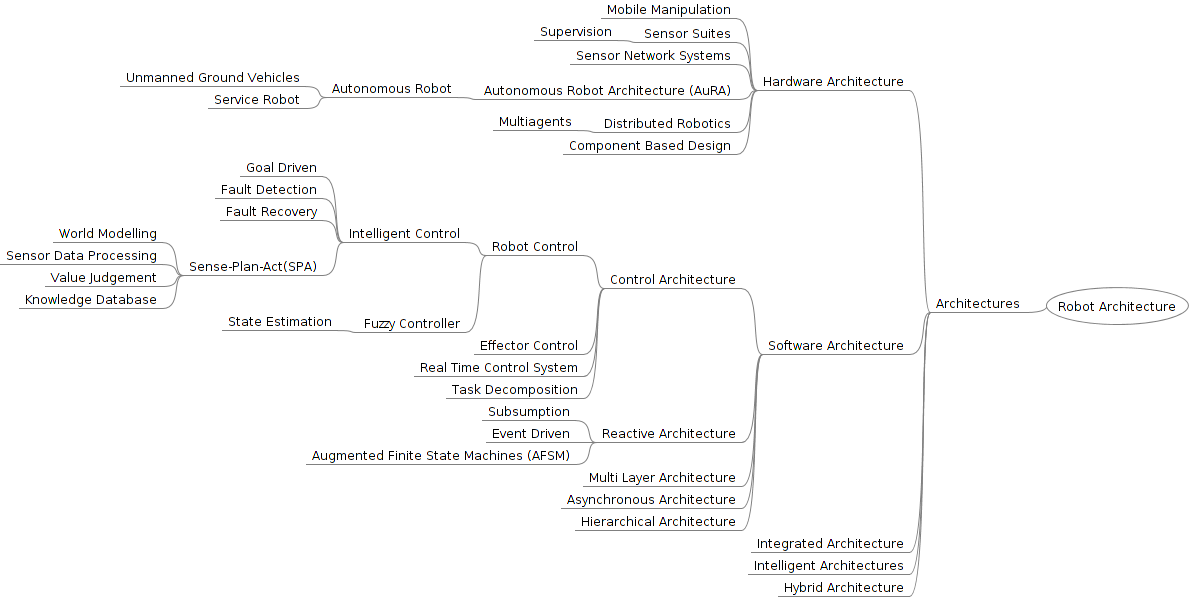 Mobile Manipulation
Supervision
Sensor Suites
Sensor Network Systems
Unmanned Ground Vehicles
Service Robot
Autonomous Robot
Autonomous Robot Architecture (AuRA)
Hardware Architecture
Multiagents
Distributed Robotics
Component Based Design
Goal Driven
Fault Detection
Fault Recovery
World Modelling
Sensor Data Processing
Value Judgement
Knowledge Database
Sense-Plan-Act(SPA)
Intelligent Control
Robot Control
State Estimation
Fuzzy Controller
Control Architecture
Effector Control
Real Time Control System
Task Decomposition
Software Architecture
Subsumption
Event Driven
Augmented Finite State Machines (AFSM)
Reactive Architecture
Multi Layer Architecture
Asynchronous Architecture
Hierarchical Architecture
Integrated Architecture
Intelligent Architectures
Hybrid Architecture
Architectures
Robot Architecture